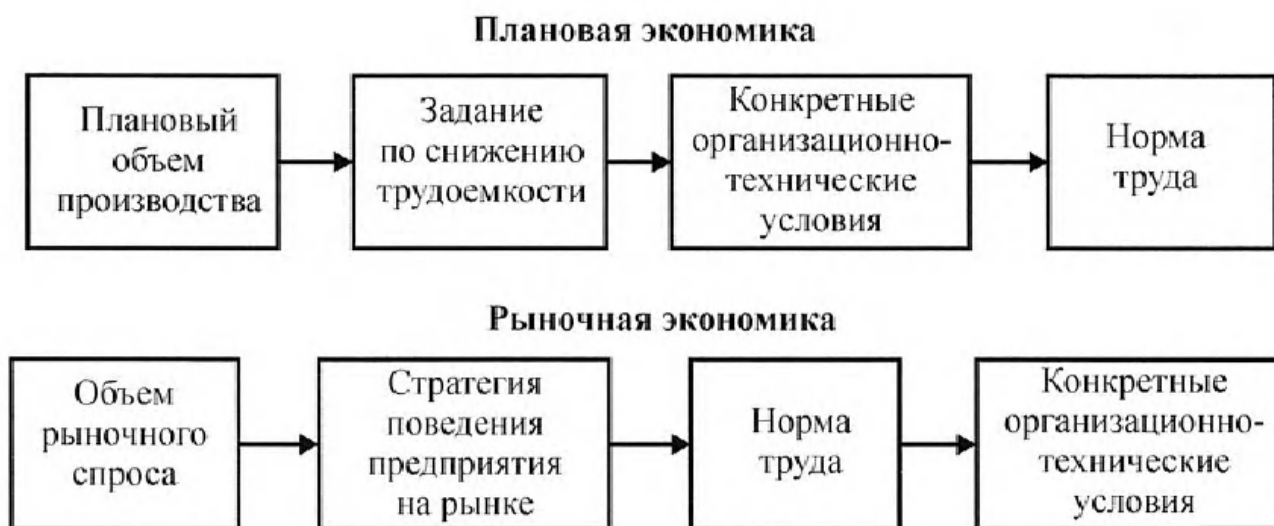 Плановая экономика
Плановый
объем
производства
Задание
по снижению
трудоемкости
Конкретные
организационно-
технические
условия
Норма
труда
Рыночная экономика
Объем
рыночного
спроса
Стратегия
поведения
предприятия
на рынке
Норма
труда
Конкретные
организационно-
технические
условия